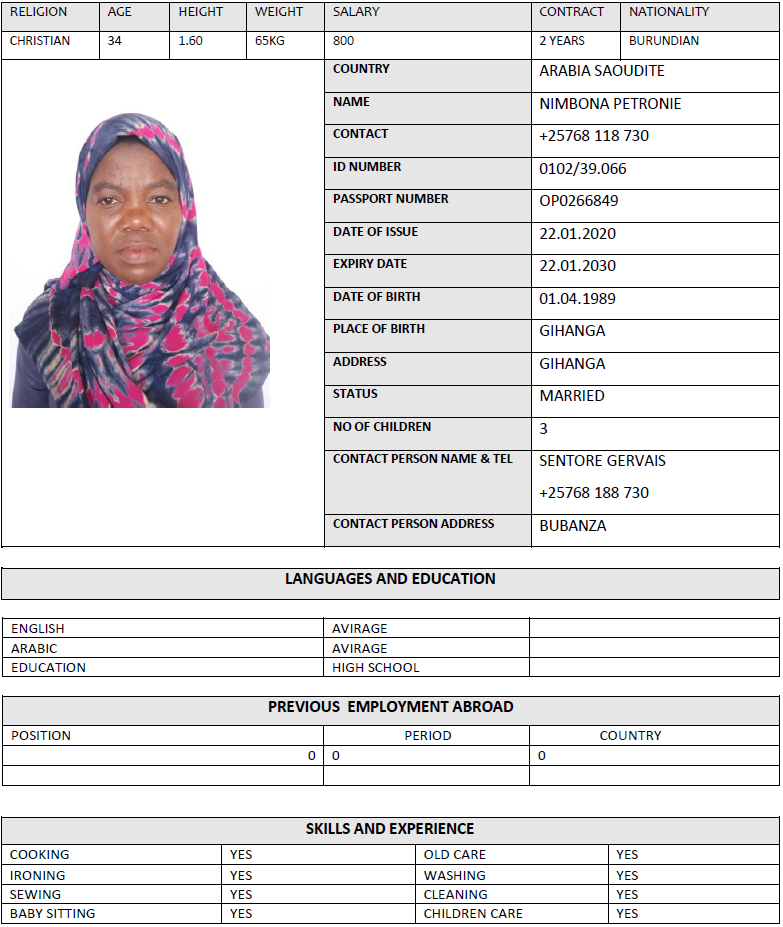 RELIGION AGE HEIGHT WEIGHT SALARY CONTRACT NATIONALITY
CHRISTIAN 34 1.60 65KG 800 2 YEARS BURUNDIAN
COUNTRY ARABIA SAOUDITE
NAME NIMBONA PETRONIE
CONTACT +25768 118 730
ID NUMBER 0102/39.066
PASSPORT NUMBER OP0266849
DATE OF ISSUE 22.01.2020
EXPIRY DATE 22.01.2030
DATE OF BIRTH 01.04.1989
PLACE OF BIRTH GIHANGA
ADDRESS GIHANGA
STATUS MARRIED
NO OF CHILDREN 3
CONTACT PERSON NAME & TEL SENTORE GERVAIS
+25768 188 730
CONTACT PERSON ADDRESS BUBANZA
LANGUAGES AND EDUCATION
ENGLISH AVIRAGE
ARABIC AVIRAGE
EDUCATION HIGH SCHOOL
PREVIOUS EMPLOYMENT ABROAD
POSITION PERIOD COUNTRY
0 0 0
SKILLS AND EXPERIENCE
COOKING YES OLD CARE YES
IRONING YES WASHING YES
SEWING YES CLEANING YES
BABY SITTING YES CHILDREN CARE YES